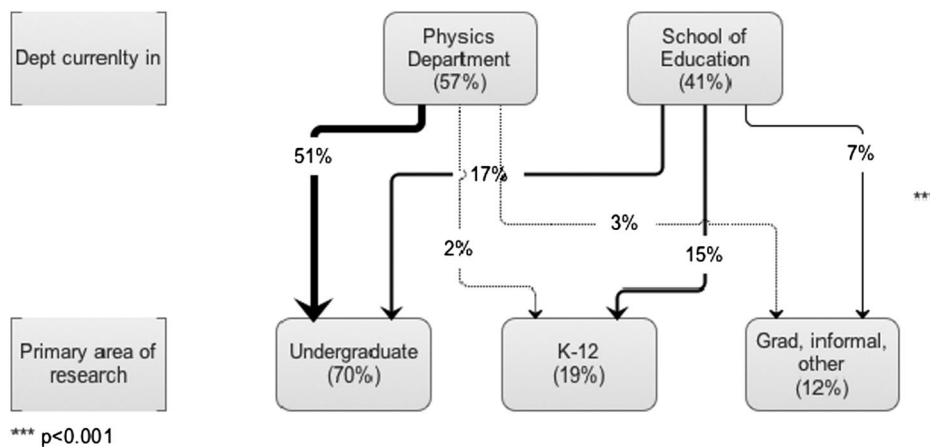 Dept currenlty in
Physics
Department
(57%)
School of
Education
(41%)
51%
17%
7%
**
3%
2%
15%
Primary area of
research
Undergraduate
(70%)
K-12
(19%)
Grad, informal,
other
(12%)
*** p<0.001